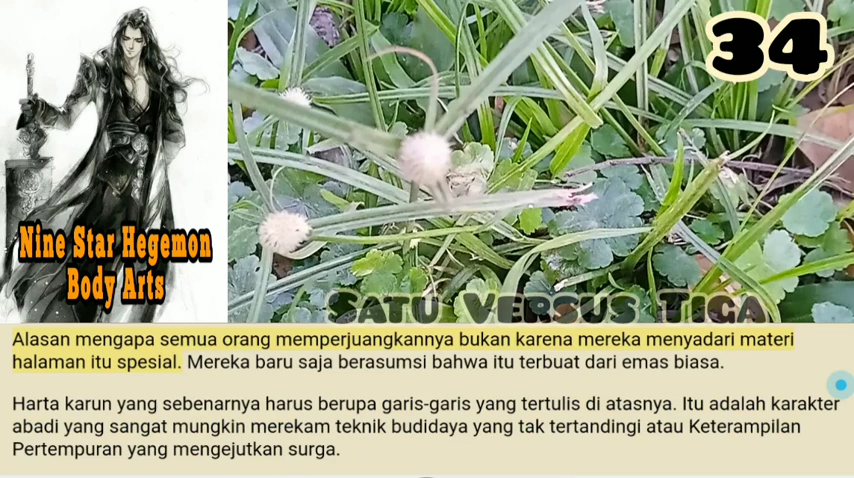 34
Nine Star Hegemon
Body Arts
Satu Versus Tiga
Alasan mengapa semua orang memperjuangkannya bukan karena mereka menyadari materi
halaman itu spesial. Mereka baru saja berasumsi bahwa itu terbuat dari emas biasa.
Harta karun yang sebenarnya harus berupa garis-garis yang tertulis di atasnya. Itu adalah karakter
abadi yang sangat mungkin merekam teknik budidaya yang tak tertandingi atau Keterampilan
Pertempuran yang mengejutkan surga.